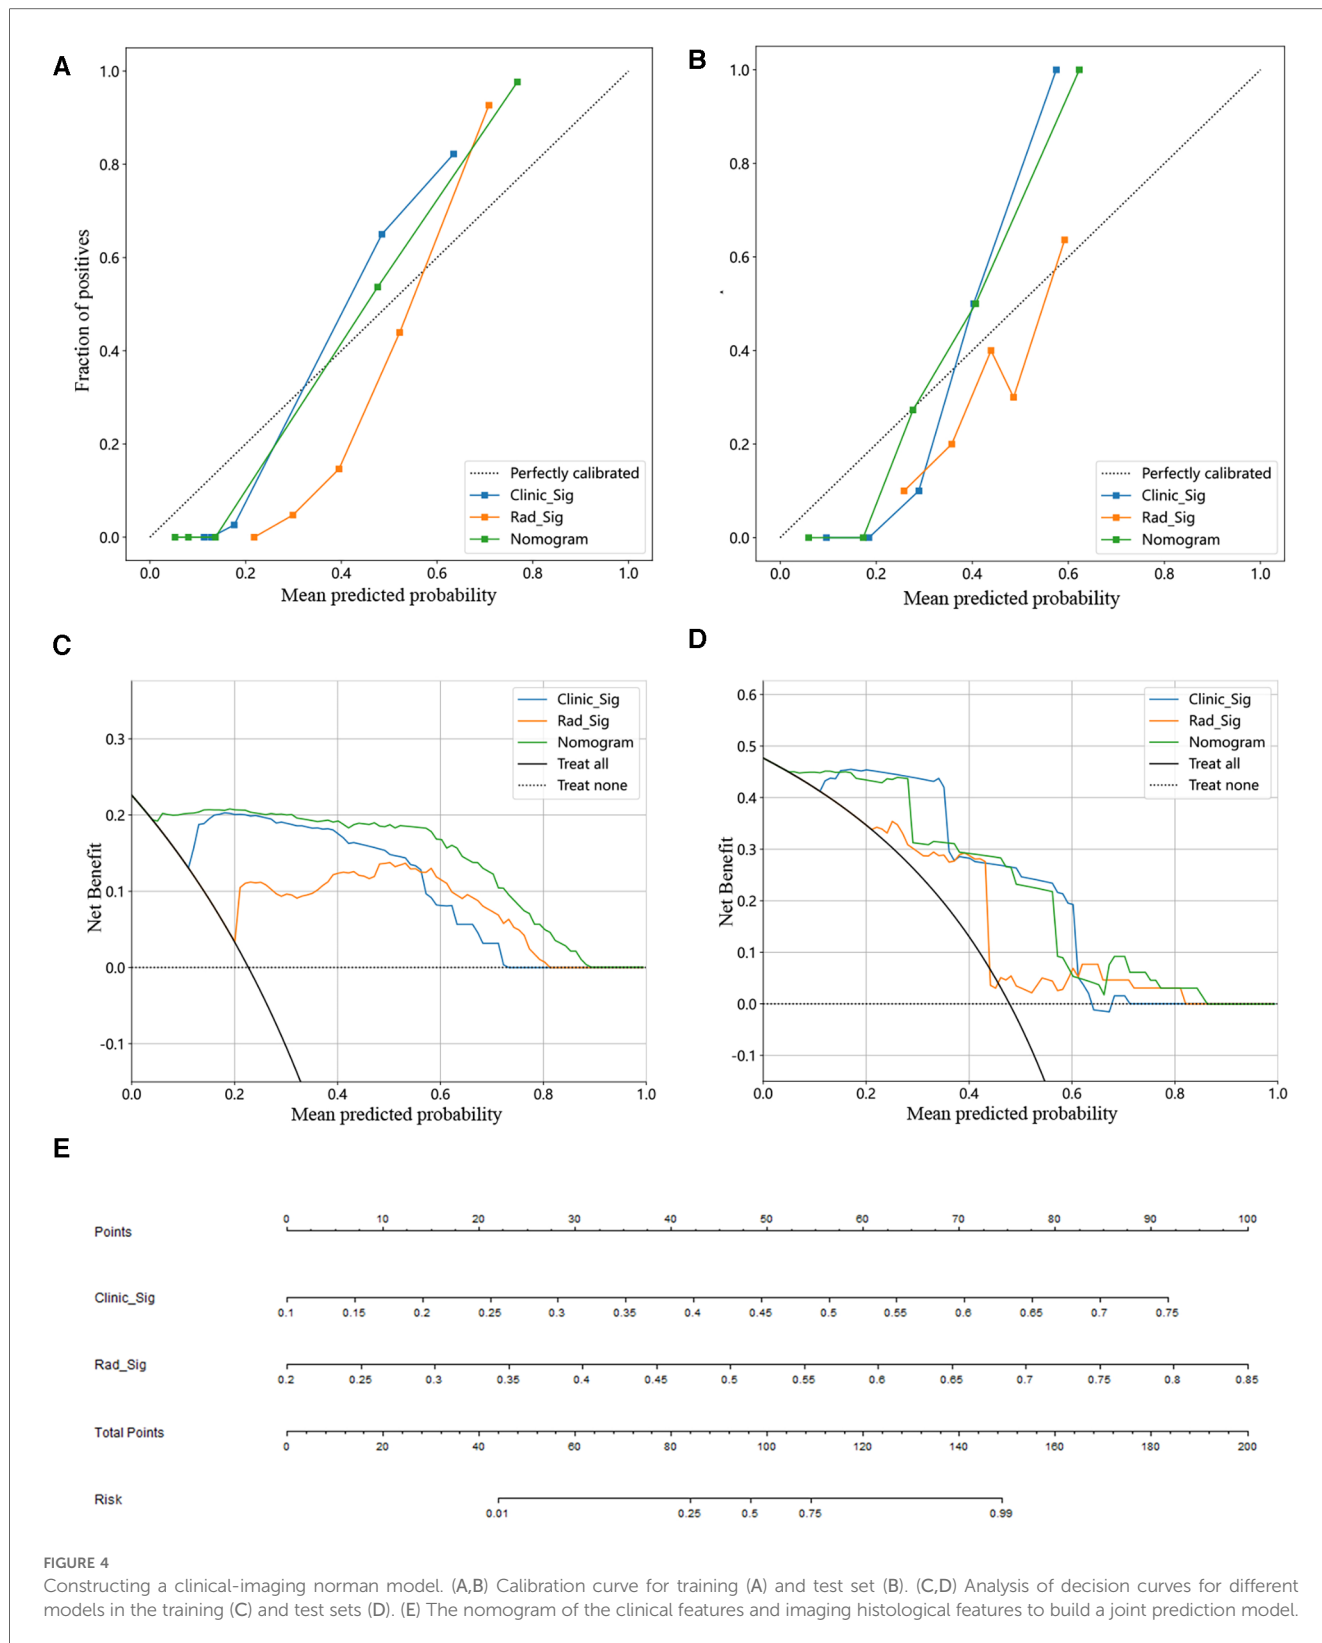 A
1.0
0.8
0.6
0.4
0.2
0.0
Fraction of positives
0.0 0.2 0.4 0.6 0.8 1.0
Mean predicted probability
Perfectly calibrated
Clinic_Sig
Rad_Sig
Nomogram
B
1.0
0.8
0.6
0.4
0.2
0.0
0.0 0.2 0.4 0.6 0.8 1.0
Mean predicted probability
Perfectly calibrated
Clinic_Sig
Rad_Sig
Nomogram
C
0.3
0.2
0.1
0.0
-0.1
Net Benefit
0.0 0.2 0.4 0.6 0.8 1.0
Mean predicted probability
Clinic_Sig
Rad_Sig
Nomogram
Treat all
Treat none
D
0.6
0.5
0.4
0.3
0.2
0.1
0.0
-0.1
Net Benefit
0.0 0.2 0.4 0.6 0.8 1.0
Mean predicted probability
Clinic_Sig
Rad_Sig
Nomogram
Treat all
Treat none
E
Points 0 10 20 30 40 50 60 70 80 90 100
Clinic_Sig 0.1 0.15 0.2 0.25 0.3 0.35 0.4 0.45 0.5 0.55 0.6 0.65 0.7 0.75
Rad_Sig 0.2 0.25 0.3 0.35 0.4 0.45 0.5 0.55 0.6 0.65 0.7 0.75 0.8 0.85
Total Points 0 20 40 60 80 100 120 140 160 180 200
Risk 0.01 0.25 0.5 0.75 0.99
FIGURE 4
Constructing a clinical-imaging norman model. (A,B) Calibration curve for training (A) and test set (B). (C,D) Analysis of decision curves for different
models in the training (C) and test sets (D). (E) The nomogram of the clinical features and imaging histological features to build a joint prediction model.